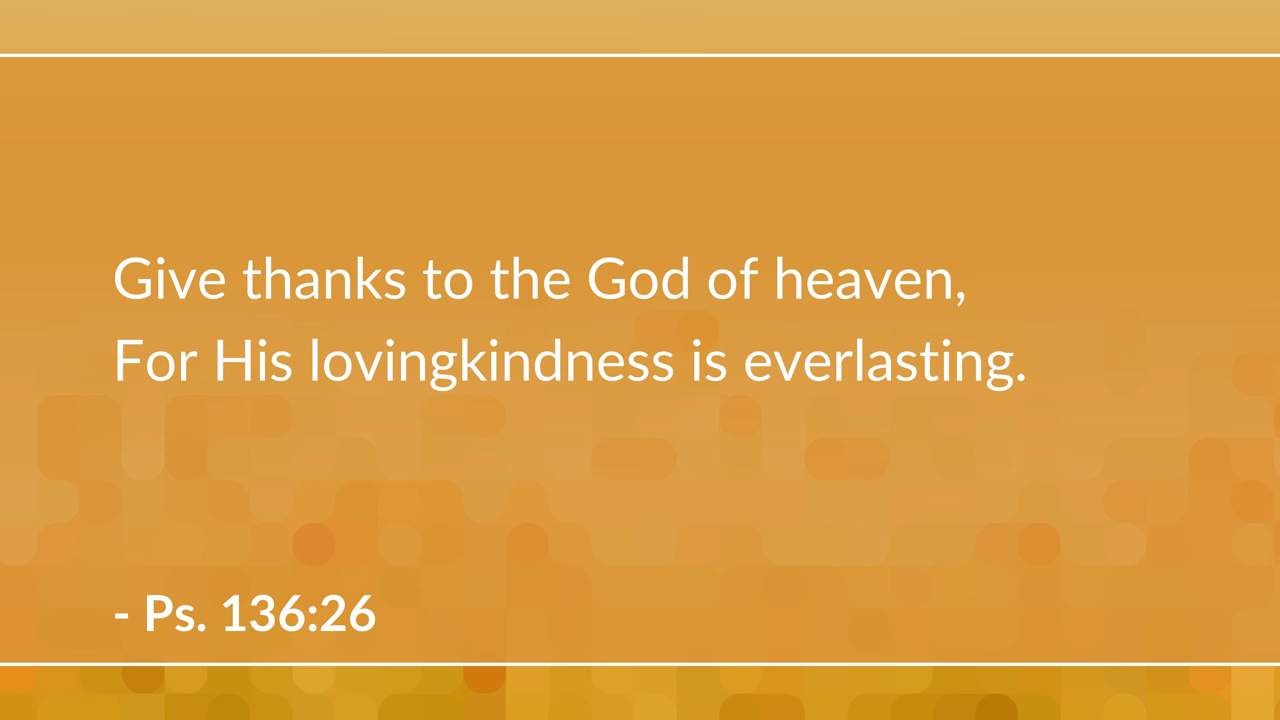 Give thanks to the God of heaven,
For His lovingkindness is everlasting.
- Ps. 136:26